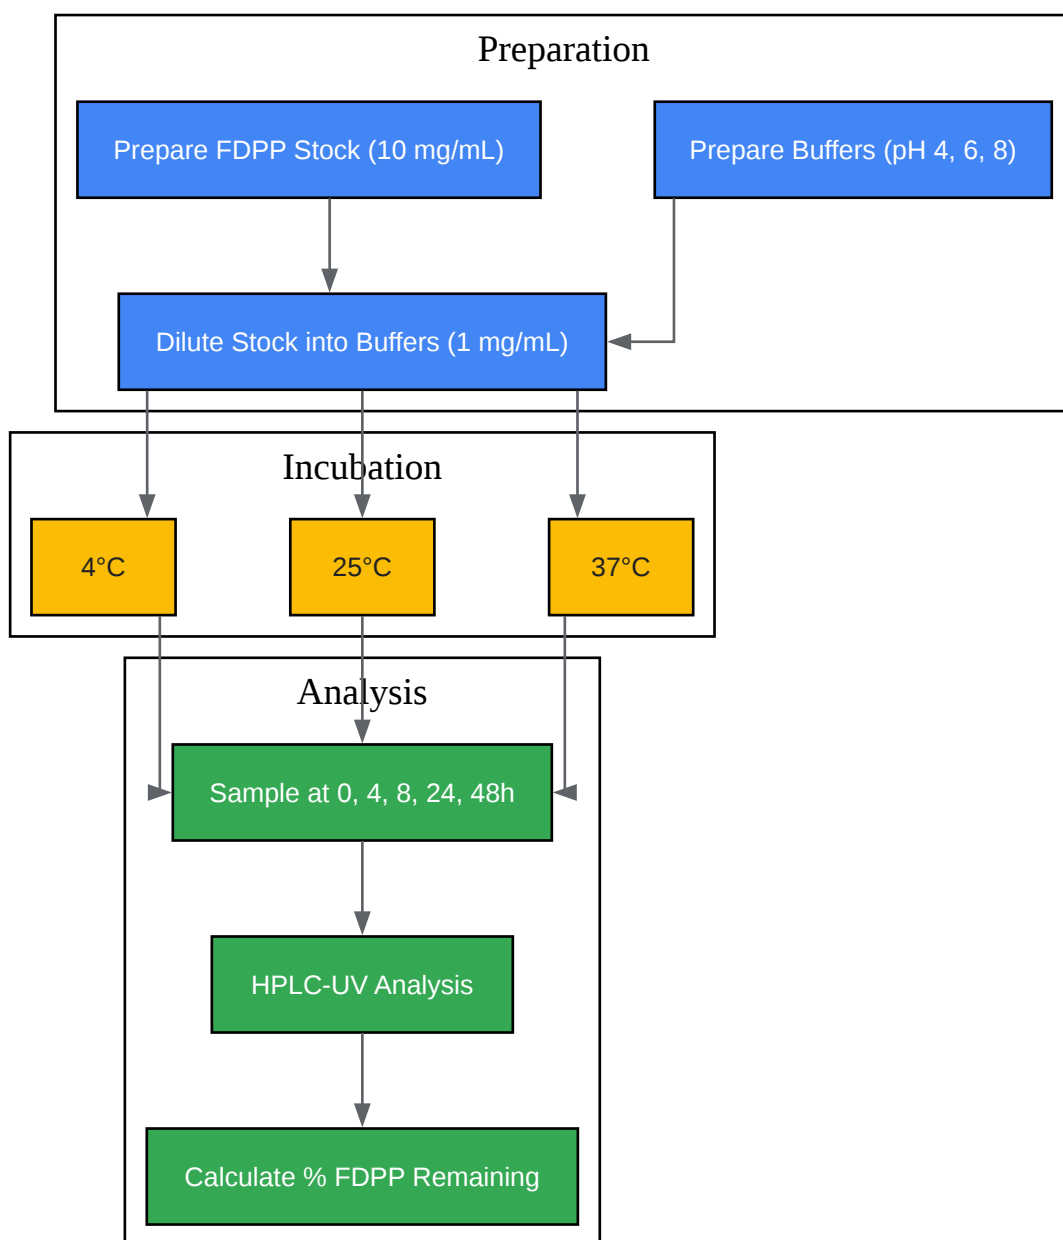 Preparation
Prepare FDPP Stock (10 mg/mL)
Prepare Buffers (pH 4, 6, 8)
Dilute Stock into Buffers (1 mg/mL)
Incubation
4°C
25°C
37°C
Analysis
Sample at 0, 4, 8, 24, 48h
HPLC-UV Analysis
Calculate % FDPP Remaining